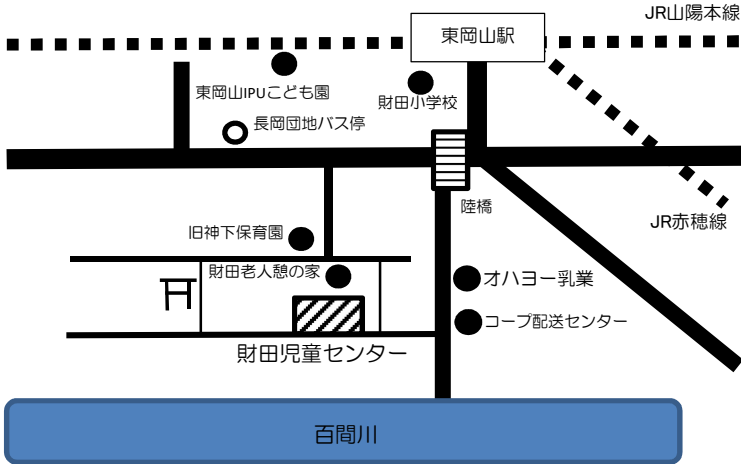 JR山陽本線
東岡山駅
東岡山IPUこども園
財田小学校
長岡団地バス停
陸橋
JR赤穂線
旧神下保育園
財田老人憩の家
オハヨー乳業
コープ配送センター
財田児童センター
百間川